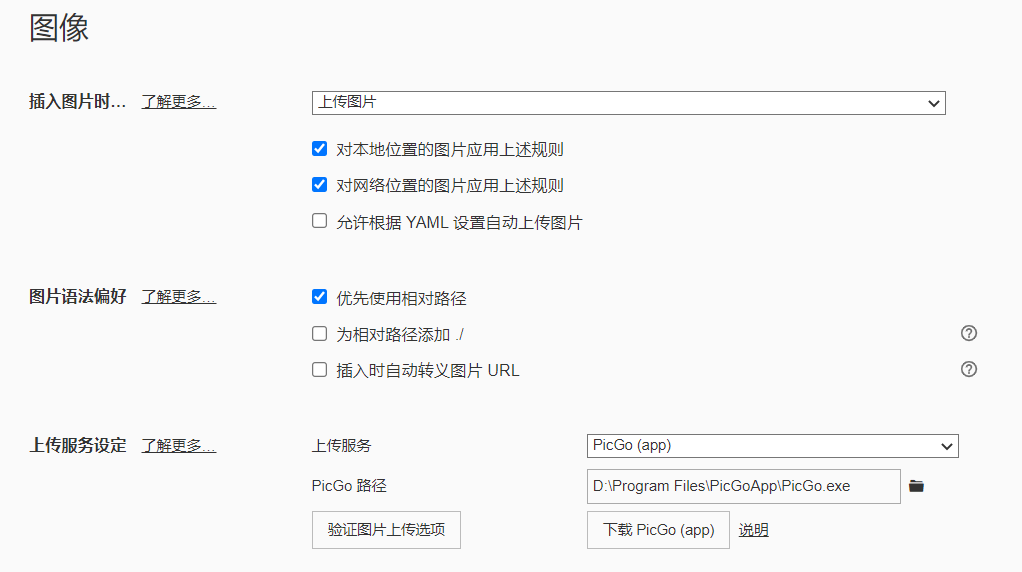 图像
插入图片时... 了解更多... 上传图片
对本地位置的图片应用上述规则
对网络位置的图片应用上述规则
允许根据 YAML 设置自动上传图片
图片语法偏好 了解更多... 优先使用相对路径
为相对路径添加 ./
插入时自动转义图片 URL
上传服务设定 了解更多... 上传服务 PicGo (app)
PicGo 路径 D:\Program Files\PicGoApp\PicGo.exe
验证图片上传选项 下载 PicGo (app) 说明